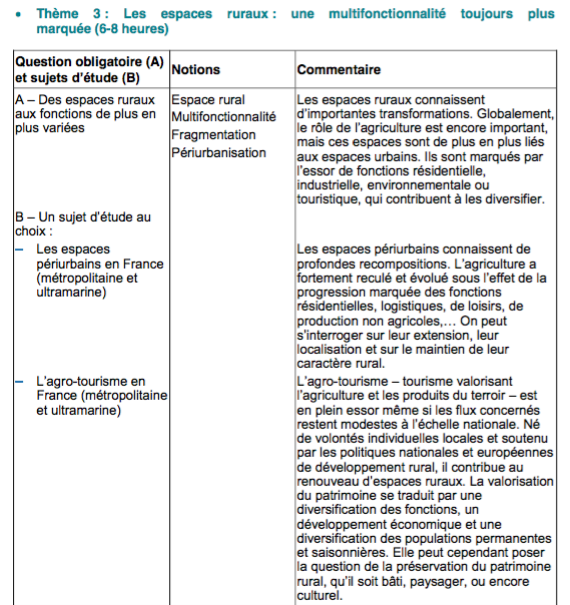 • Thème 3 : Les espaces ruraux : une multifonctionnalité toujours plus
marquée (6-8 heures)
Question obligatoire (A)
et sujets d'étude (B)
Notions
Commentaire
A – Des espaces ruraux
aux fonctions de plus en
plus variées
Espace rural
Multifonctionnalité
Fragmentation
Périurbanisation
Les espaces ruraux connaissent
d'importantes transformations. Globalement,
le rôle de l'agriculture est encore important,
mais ces espaces sont de plus en plus liés
aux espaces urbains. Ils sont marqués par
l'essor de fonctions résidentielle,
industrielle, environnementale ou
touristique, qui contribuent à les diversifier.
B – Un sujet d'étude au
choix :
– Les espaces
périurbains en France
(métropolitaine et
ultramarine)
Les espaces périurbains connaissent de
profondes recompositions. L'agriculture a
fortement reculé et évolué sous l'effet de la
progression marquée des fonctions
résidentielles, logistiques, de loisirs, de
production non agricoles,... On peut
s'interroger sur leur extension, leur
localisation et sur le maintien de leur
caractère rural.
– L'agro-tourisme en
France (métropolitaine
et ultramarine)
L'agro-tourisme – tourisme valorisant
l'agriculture et les produits du terroir – est
en plein essor même si les flux concernés
restent modestes à l'échelle nationale. Né
de volontés individuelles locales et soutenu
par les politiques nationales et européennes
de développement rural, il contribue au
renouveau d'espaces ruraux. La valorisation
du patrimoine se traduit par une
diversification des fonctions, un
développement économique et une
diversification des populations permanentes
et saisonnières. Elle peut cependant poser
la question de la préservation du patrimoine
rural, qu'il soit bâti, paysager, ou encore
culturel.